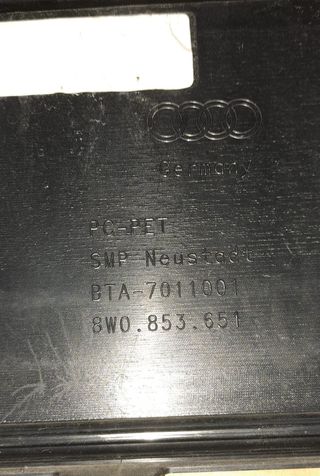 Germany
PC-PET
SMP Neustadt
BTA-7011001
8W0.853.651